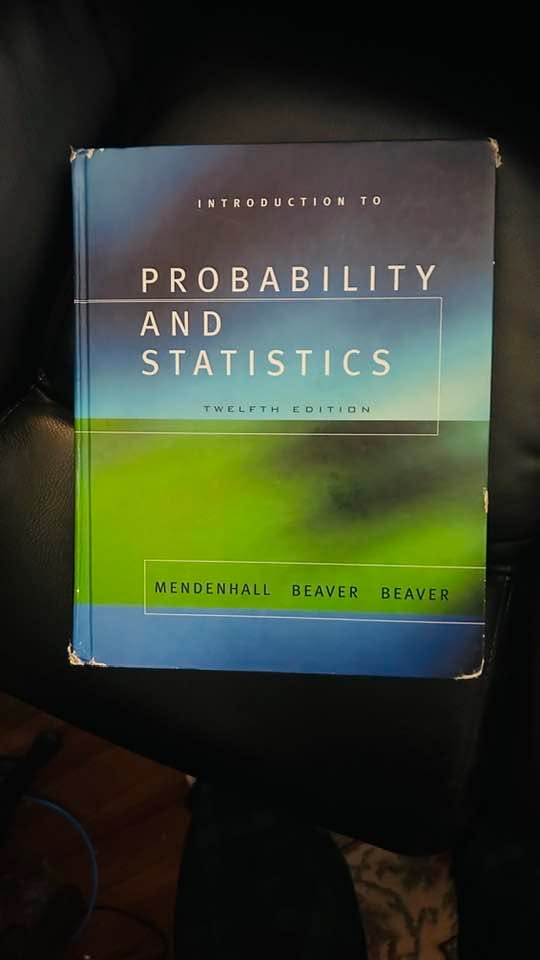 INTRODUCTION TO
PROBABILITY
AND
STATISTICS
TWELFTH EDITION
MENDENHALL BEAVER BEAVER